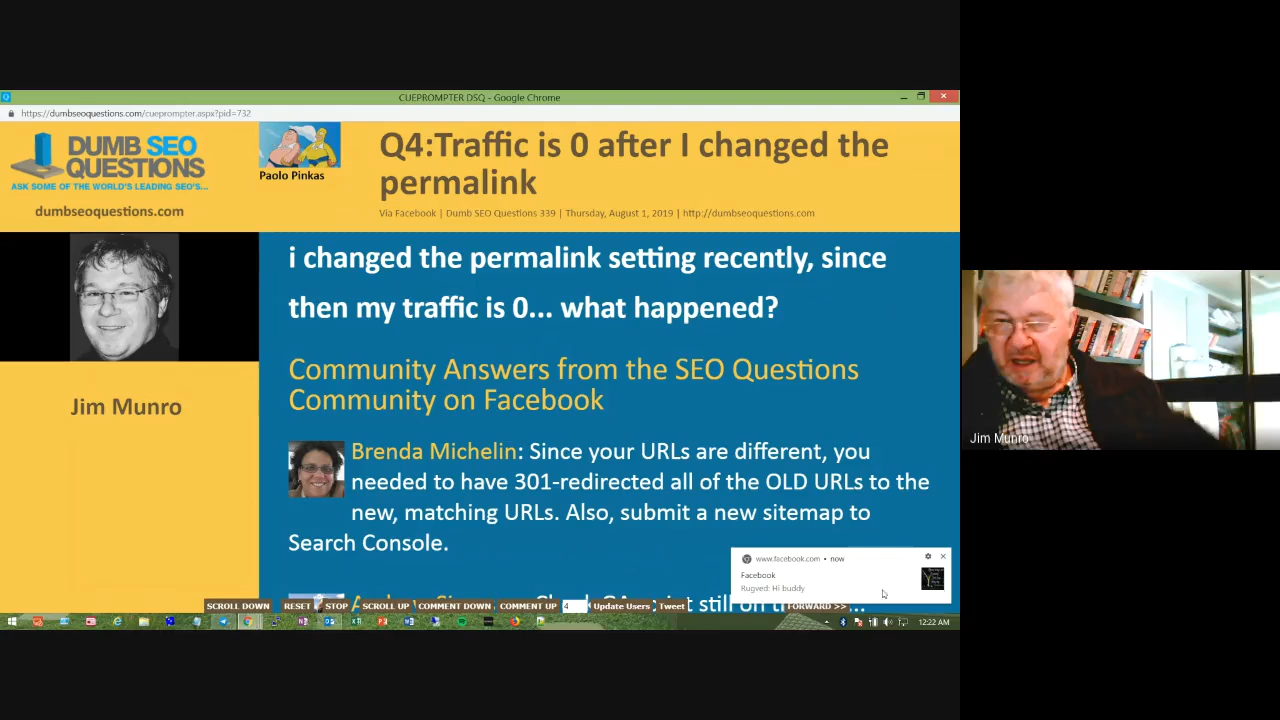 CUEPROMPTER DSQ - Google Chrome
https://dumbseoquestions.com/cueprompter.aspx?pid=732
DUMB SEO
QUESTIONS
ASK SOME OF THE WORLD'S LEADING SEO'S...
dumbseoquestions.com
Paolo Pinkas
Q4:Traffic is 0 after I changed the
permalink
Via Facebook | Dumb SEO Questions 339 | Thursday, August 1, 2019 | http://dumbseoquestions.com
Jim Munro
i changed the permalink setting recently, since
then my traffic is 0... what happened?
Community Answers from the SEO Questions
Community on Facebook
Brenda Michelin: Since your URLs are different, you
needed to have 301-redirected all of the OLD URLs to the
new, matching URLs. Also, submit a new sitemap to
Search Console.
www.facebook.com • now
Facebook
Rugved: Hi buddy
still on
SCROLL DOWN RESET STOP SCROLL UP COMMENT DOWN COMMENT UP 4 Update Users Tweet FORWARD >>
12:22 AM
Jim Munro